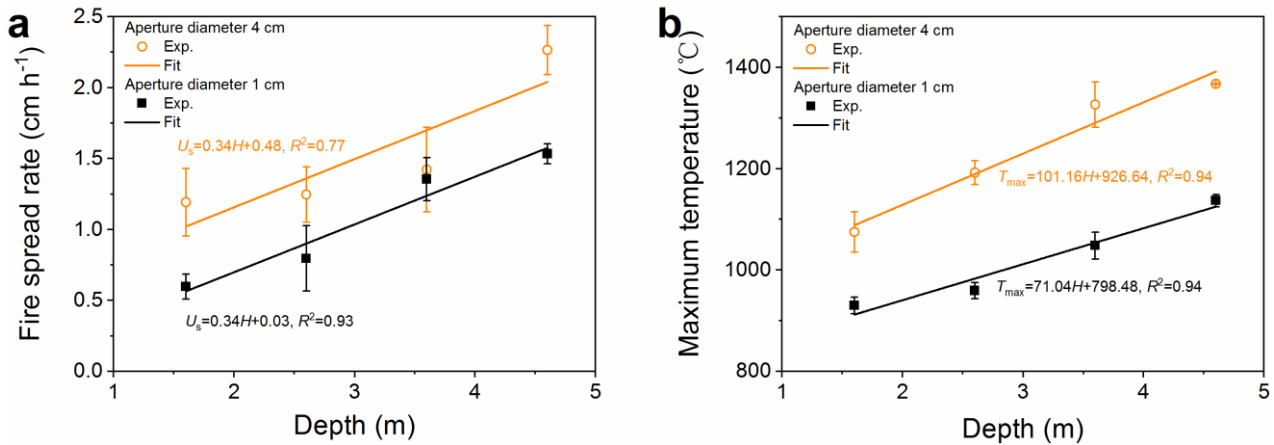 a
Aperture diameter 4 cm
Exp.
Fit
Aperture diameter 1 cm
Exp.
Fit
Uₛ=0.34H+0.48, R²=0.77
Uₛ=0.34H+0.03, R²=0.93
Fire spread rate (cm h⁻¹)
2.5
2.0
1.5
1.0
0.5
0.0
1 2 3 4 5
Depth (m)
b
Aperture diameter 4 cm
Exp.
Fit
Aperture diameter 1 cm
Exp.
Fit
Tmax=101.16H+926.64, R²=0.94
Tmax=71.04H+798.48, R²=0.94
Maximum temperature (℃)
1400
1200
1000
800
1 2 3 4 5
Depth (m)